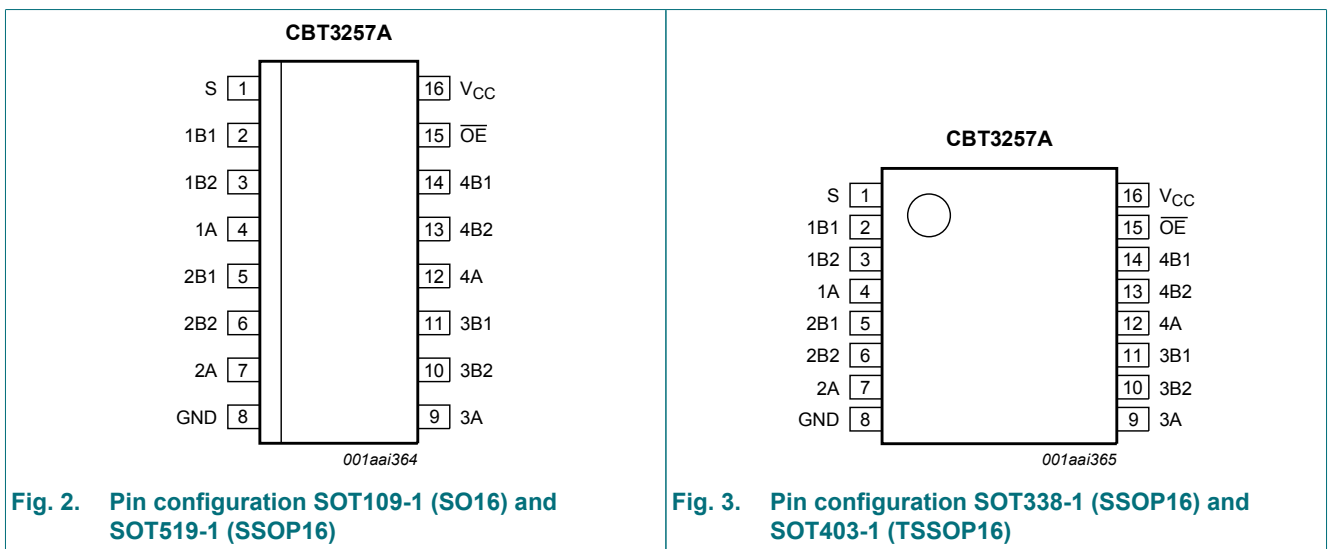 CBT3257A
S 1 16 VCC
1B1 2 15 OE
1B2 3 14 4B1
1A 4 13 4B2
2B1 5 12 4A
2B2 6 11 3B1
2A 7 10 3B2
GND 8 9 3A
001aai364
Fig. 2. Pin configuration SOT109-1 (SO16) and
SOT519-1 (SSOP16)
CBT3257A
S 1 16 VCC
1B1 2 15 OE
1B2 3 14 4B1
1A 4 13 4B2
2B1 5 12 4A
2B2 6 11 3B1
2A 7 10 3B2
GND 8 9 3A
001aai365
Fig. 3. Pin configuration SOT338-1 (SSOP16) and
SOT403-1 (TSSOP16)